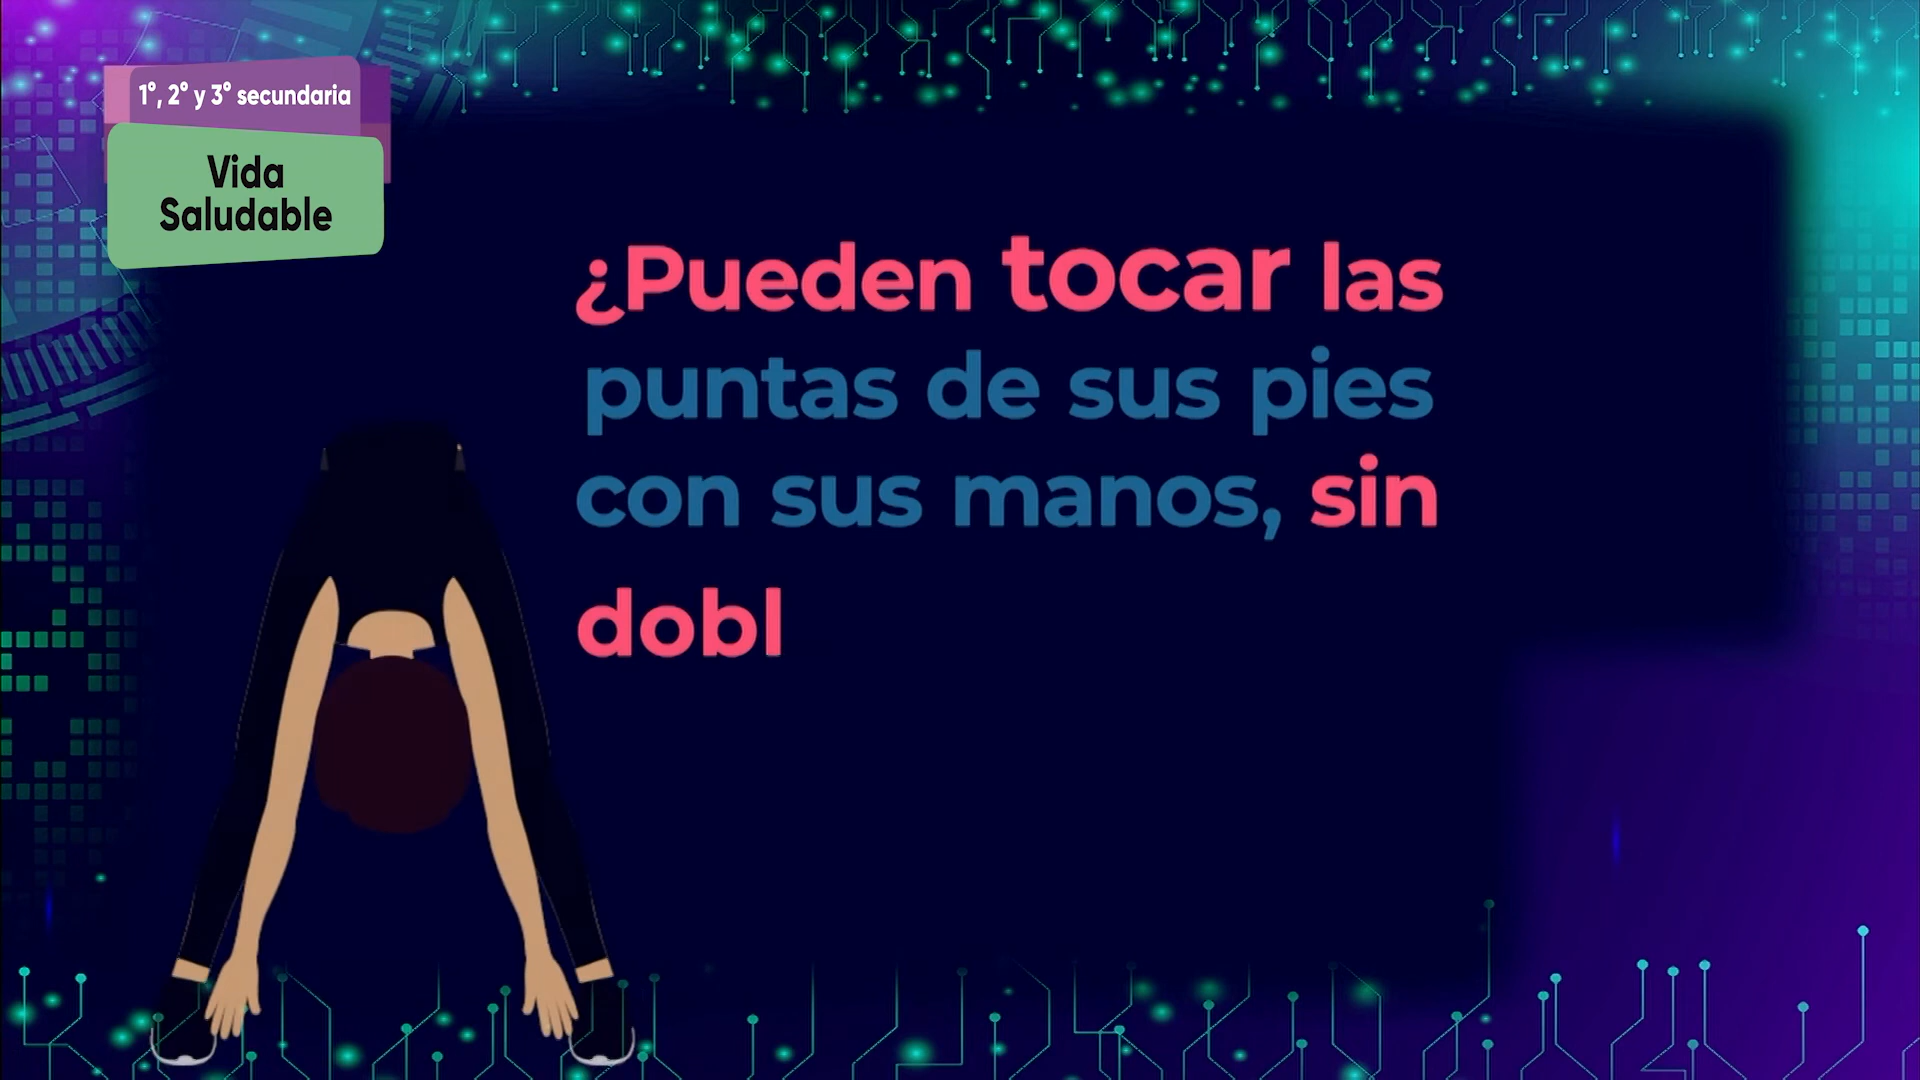 1°, 2° y 3° secundaria
Vida
Saludable
¿Pueden tocar las
puntas de sus pies
con sus manos, sin
dobl